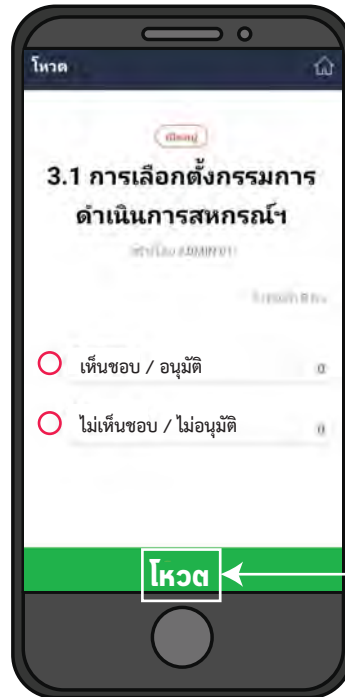 โหวต
เปิดอยู่
3.1 การเลือกตั้งกรรมการ
ดำเนินการสหกรณ์ฯ
เห็นชอบ / อนุมัติ 0
ไม่เห็นชอบ / ไม่อนุมัติ 0
โหวต